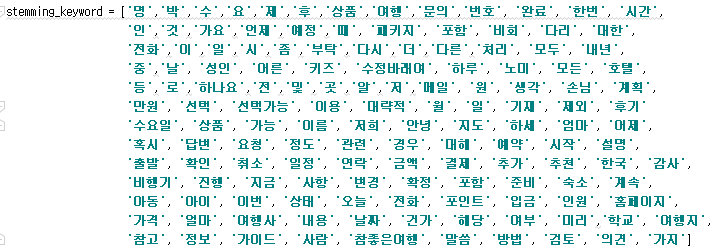 stemming_keyword = ['명','박','수','요','제','후','상품','여행','문의','번호','완료','한번','시간',
'인','것','가요','언제','예정','때','패키지','포함','비회','다리','대한',
'전화','이','일','시','좀','부탁','다시','더','다른','처리','모두','내년',
'중','날','성인','어른','키즈','수정바래여','하루','노미','모든','호텔',
'등','로','하나요','전','및','곳','알','저','메일','원','생각','손님','계획',
'만원','선택','선택가능','이용','대략적','월','일','기재','제외','후기'
'수요일','상품','가능','이름','저희','안녕','지도','하세','엄마','어제',
'혹시','답변','요청','정도','관련','경우','대해','예약','시작','설명'
'출발','확인','취소','일정','연락','금액','결제','추가','추천','한국','감사'
'비행기','진행','지금','사항','변경','확정','포함','준비','숙소','계속',
'아동','아이','이번','상태','오늘','전화','포인트','입금','인원','홈페이지',
'가격','얼마','여행사','내용','날짜','건가','해당','여부','미리','학교','여행지',
'참고','정보','가이드','사람','참좋은여행','말씀','방법','검토','의견','가지']